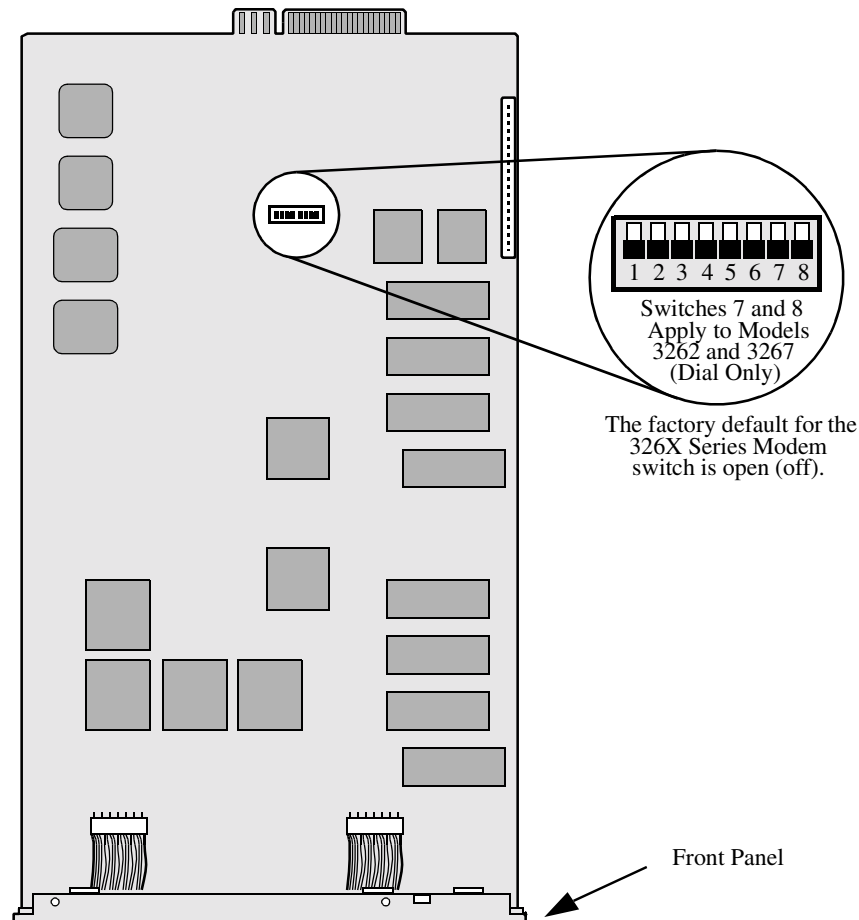 1 2 3 4 5 6 7 8
Switches 7 and 8
Apply to Models
3262 and 3267
(Dial Only)
The factory default for the
326X Series Modem
switch is open (off).
Front Panel